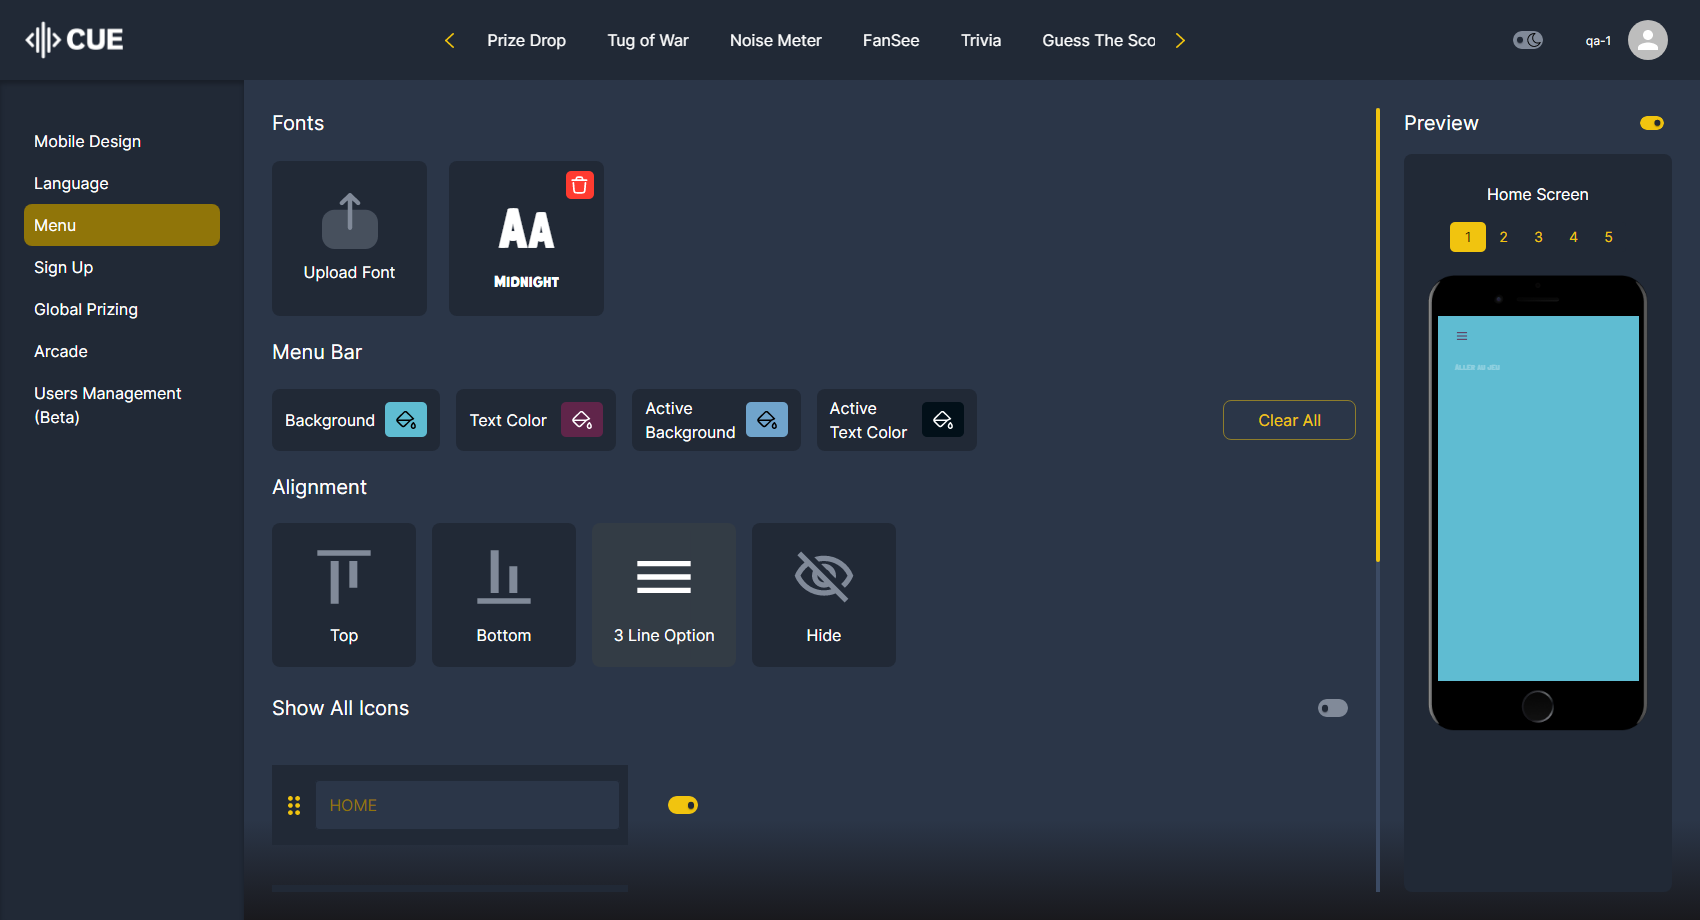 CUE
Prize Drop
Tug of War
Noise Meter
FanSee
Trivia
Guess The Sco
qa-1
Mobile Design
Language
Menu
Sign Up
Global Prizing
Arcade
Users Management
(Beta)
Fonts
Upload Font
AA
MIDNIGHT
Menu Bar
Background
Text Color
Active
Background
Active
Text Color
Clear All
Alignment
Top
Bottom
3 Line Option
Hide
Show All Icons
HOME
Preview
Home Screen
1 2 3 4 5
ALLER AU JEU